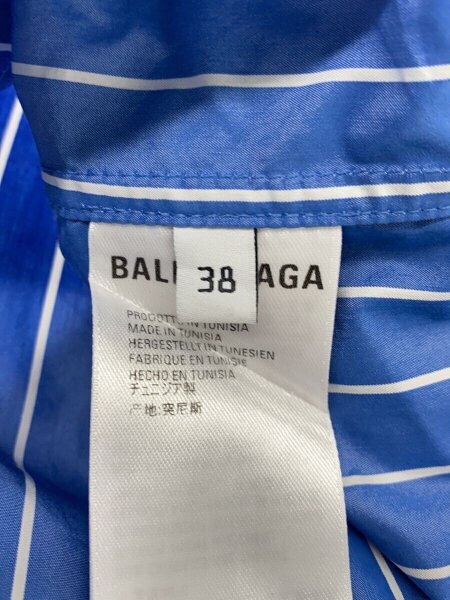 BAL AGA
38
PRODOTTO IN TUNISIA
MADE IN TUNISIA
HERGESTELLT IN TUNESIEN
FABRIQUE EN TUNISIE
HECHO EN TUNISIA
チュニジア製
产地:突尼斯